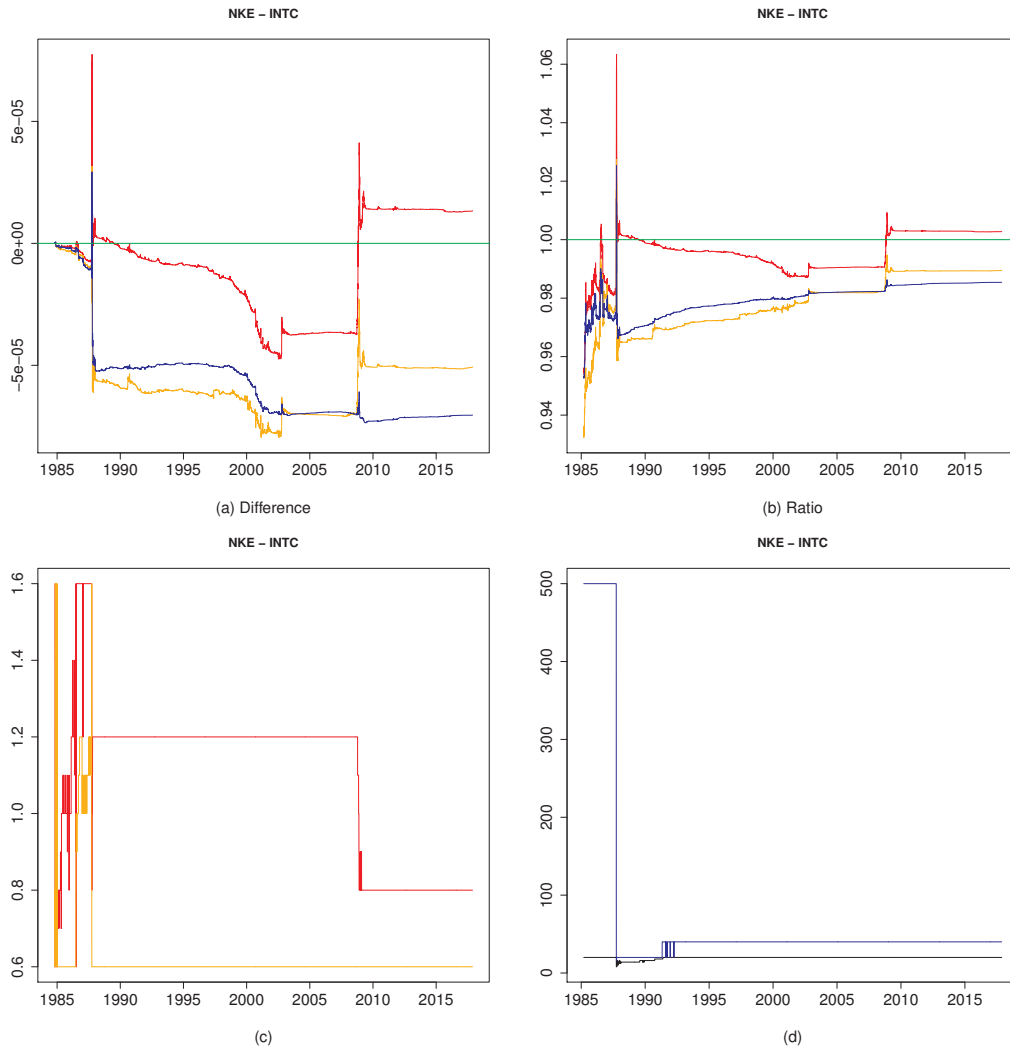 NKE − INTC
5e−05
0e+00
−5e−05
1985 1990 1995 2000 2005 2010 2015
(a) Difference
NKE − INTC
1.06
1.04
1.02
1.00
0.98
0.96
0.94
1985 1990 1995 2000 2005 2010 2015
(b) Ratio
NKE − INTC
1.6
1.4
1.2
1.0
0.8
0.6
1985 1990 1995 2000 2005 2010 2015
(c)
NKE − INTC
500
400
300
200
100
0
1985 1990 1995 2000 2005 2010 2015
(d)